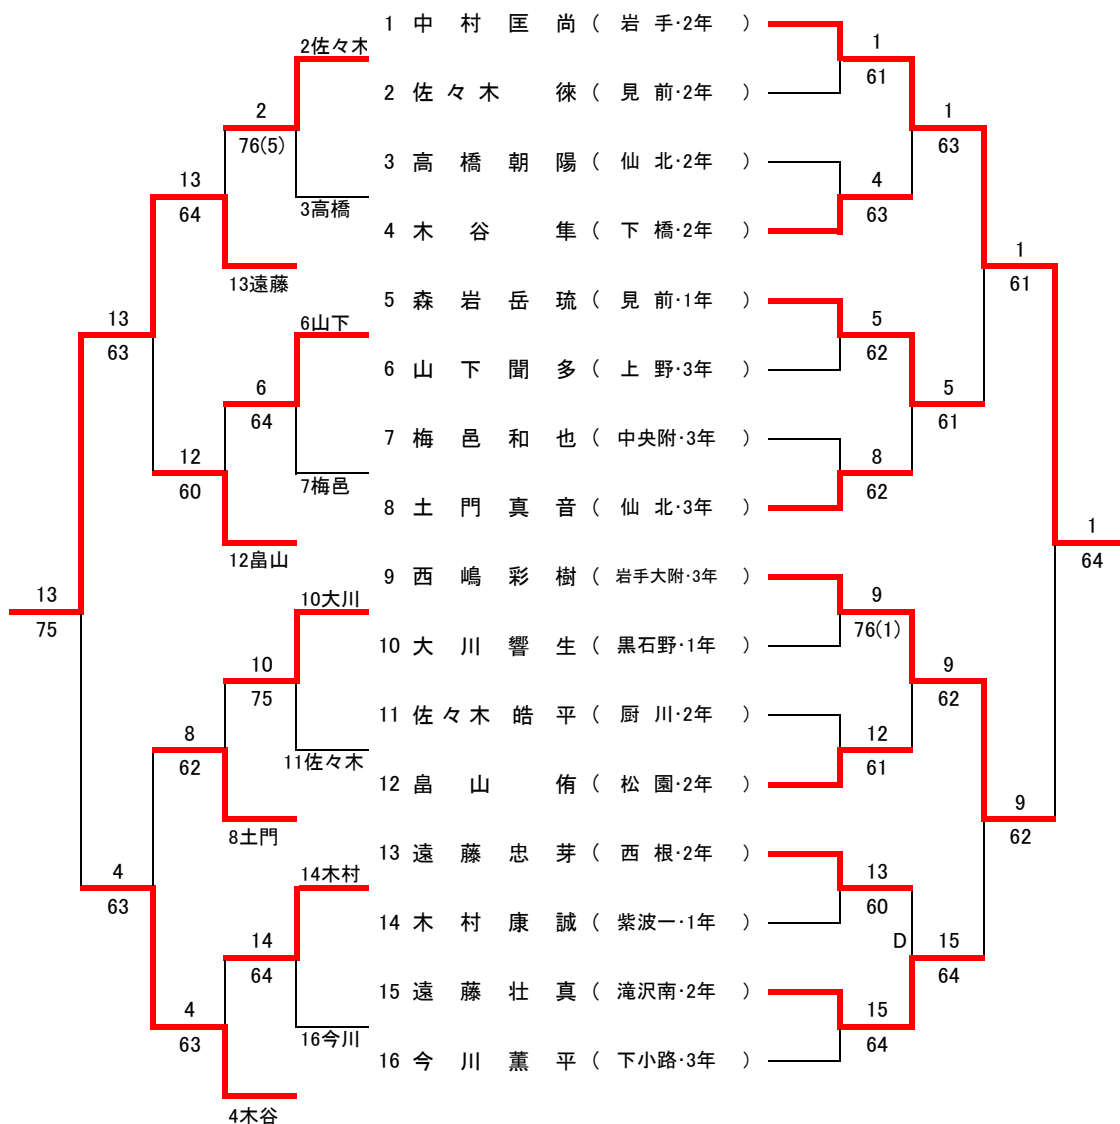 1 中村匡尚 ( 岩手・2年 )
2 佐々木 徠 ( 見前・2年 )
3 高橋朝陽 ( 仙北・2年 )
4 木谷 隼 ( 下橋・2年 )
5 森岩岳琉 ( 見前・1年 )
6 山下聞多 ( 上野・3年 )
7 梅邑和也 ( 中央附・3年 )
8 土門真音 ( 仙北・3年 )
9 西嶋彩樹 ( 岩手大附・3年 )
10 大川響生 ( 黒石野・1年 )
11 佐々木皓平 ( 厨川・2年 )
12 畠山 侑 ( 松園・2年 )
13 遠藤忠芽 ( 西根・2年 )
14 木村康誠 ( 紫波一・1年 )
15 遠藤壮真 ( 滝沢南・2年 )
16 今川薫平 ( 下小路・3年 )
2佐々木
2
76(5)
3高橋
13
64
13遠藤
13
63
6山下
6
64
7梅邑
12
60
12畠山
13
75
10大川
10
75
11佐々木
8
62
8土門
4
63
14木村
14
64
16今川
4
63
4木谷
1
61
1
63
4
63
1
61
5
62
5
61
8
62
1
64
9
76(1)
9
62
12
61
9
62
13
60
D
15
64
15
64